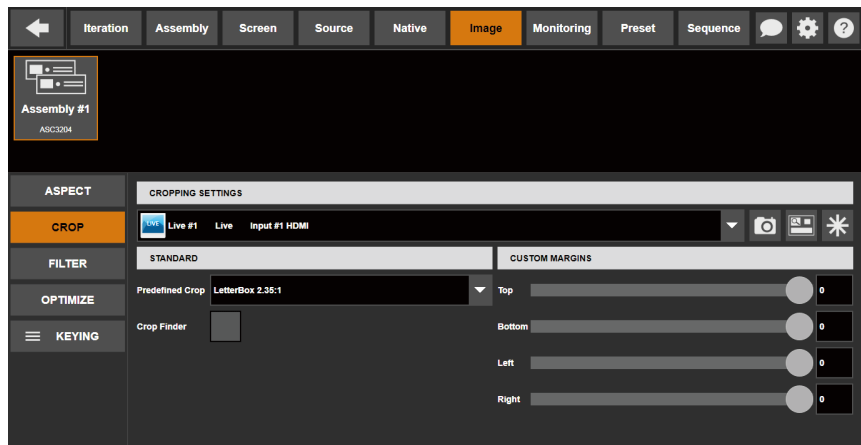 Iteration Assembly Screen Source Native Image Monitoring Preset Sequence ?
Assembly #1
ASC3204
ASPECT
CROP
FILTER
OPTIMIZE
KEYING
CROPPING SETTINGS
LIVE Live #1 Live Input #1 HDMI
STANDARD
Predefined Crop LetterBox 2.35:1
Crop Finder
CUSTOM MARGINS
Top 0
Bottom 0
Left 0
Right 0